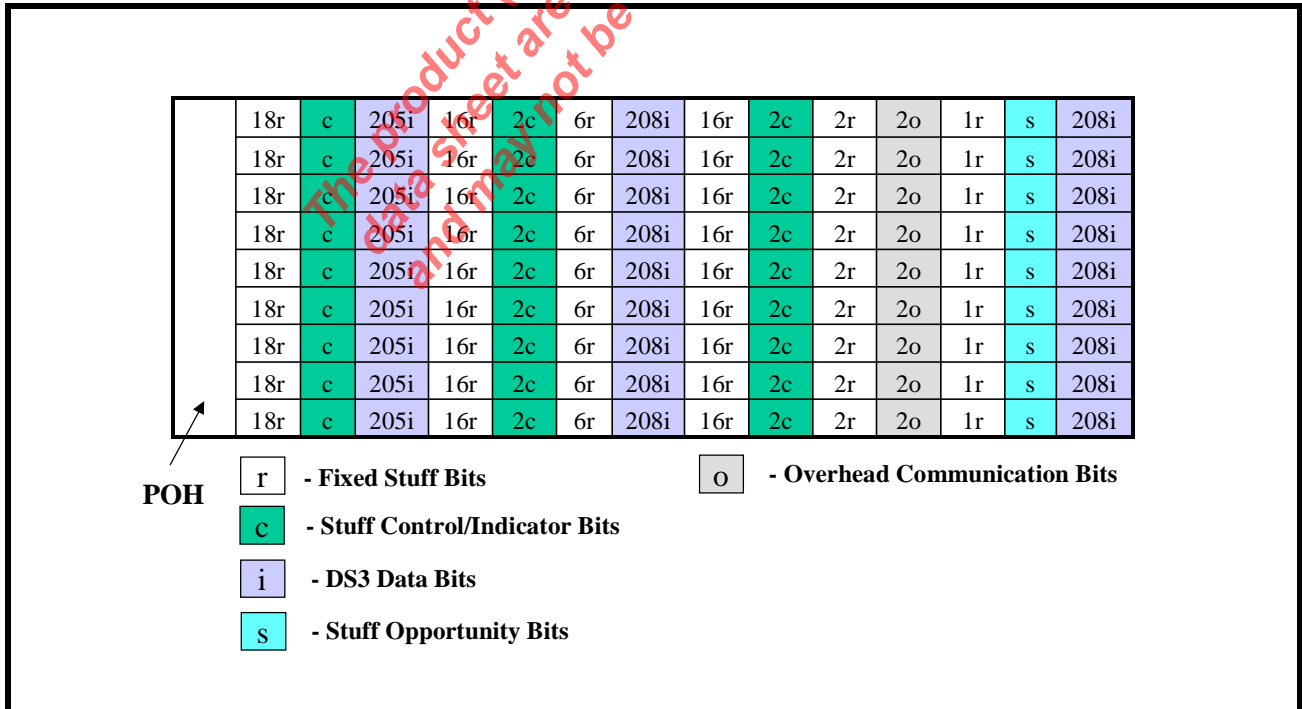 The product (
data sheet are
and may not be
18r c 205i 16r 2c 6r 208i 16r 2c 2r 2o 1r s 208i
18r c 205i 16r 2c 6r 208i 16r 2c 2r 2o 1r s 208i
18r c 205i 16r 2c 6r 208i 16r 2c 2r 2o 1r s 208i
18r c 205i 16r 2c 6r 208i 16r 2c 2r 2o 1r s 208i
18r c 205i 16r 2c 6r 208i 16r 2c 2r 2o 1r s 208i
18r c 205i 16r 2c 6r 208i 16r 2c 2r 2o 1r s 208i
18r c 205i 16r 2c 6r 208i 16r 2c 2r 2o 1r s 208i
18r c 205i 16r 2c 6r 208i 16r 2c 2r 2o 1r s 208i
18r c 205i 16r 2c 6r 208i 16r 2c 2r 2o 1r s 208i
POH
r - Fixed Stuff Bits
o - Overhead Communication Bits
c - Stuff Control/Indicator Bits
i - DS3 Data Bits
s - Stuff Opportunity Bits